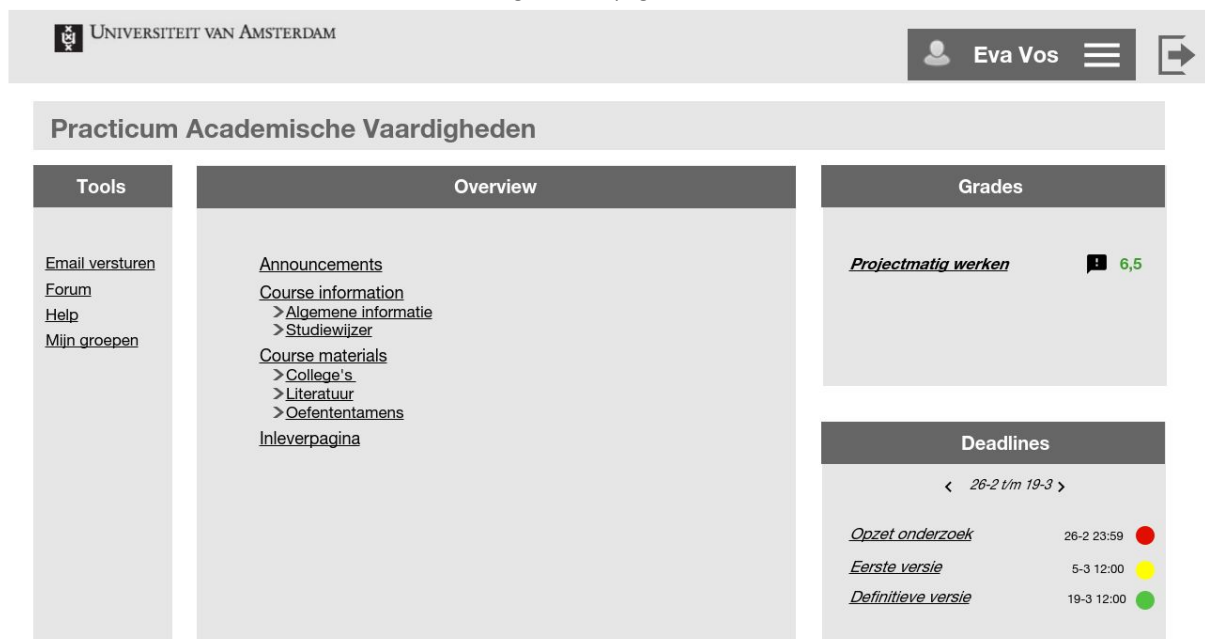 UNIVERSITEIT VAN AMSTERDAM
Eva Vos
Practicum Academische Vaardigheden
Tools
Email versturen
Forum
Help
Mijn groepen
Overview
Announcements
Course information
>Algemene informatie
>Studiewijzer
Course materials
>College's
>Literatuur
>Oefententamens
Inleverpagina
Grades
Projectmatig werken 6,5
Deadlines
< 26-2 t/m 19-3 >
Opzet onderzoek 26-2 23:59
Eerste versie 5-3 12:00
Definitieve versie 19-3 12:00